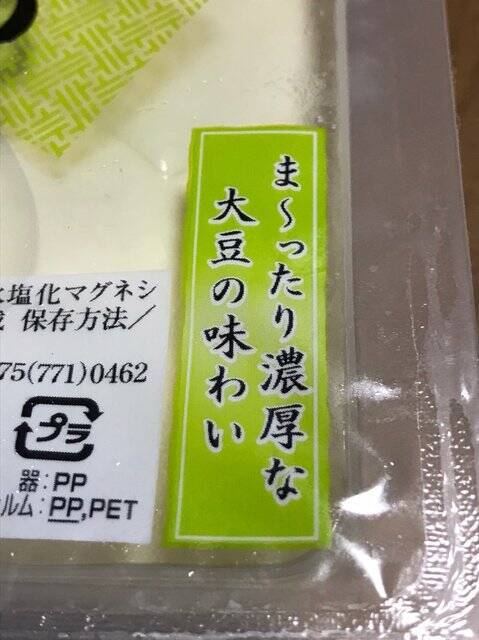 ま〜ったり濃厚な
大豆の味わい
塩化マグネシ
保存方法／
75(771)0462
プラ
器:PP
ルム:PP,PET